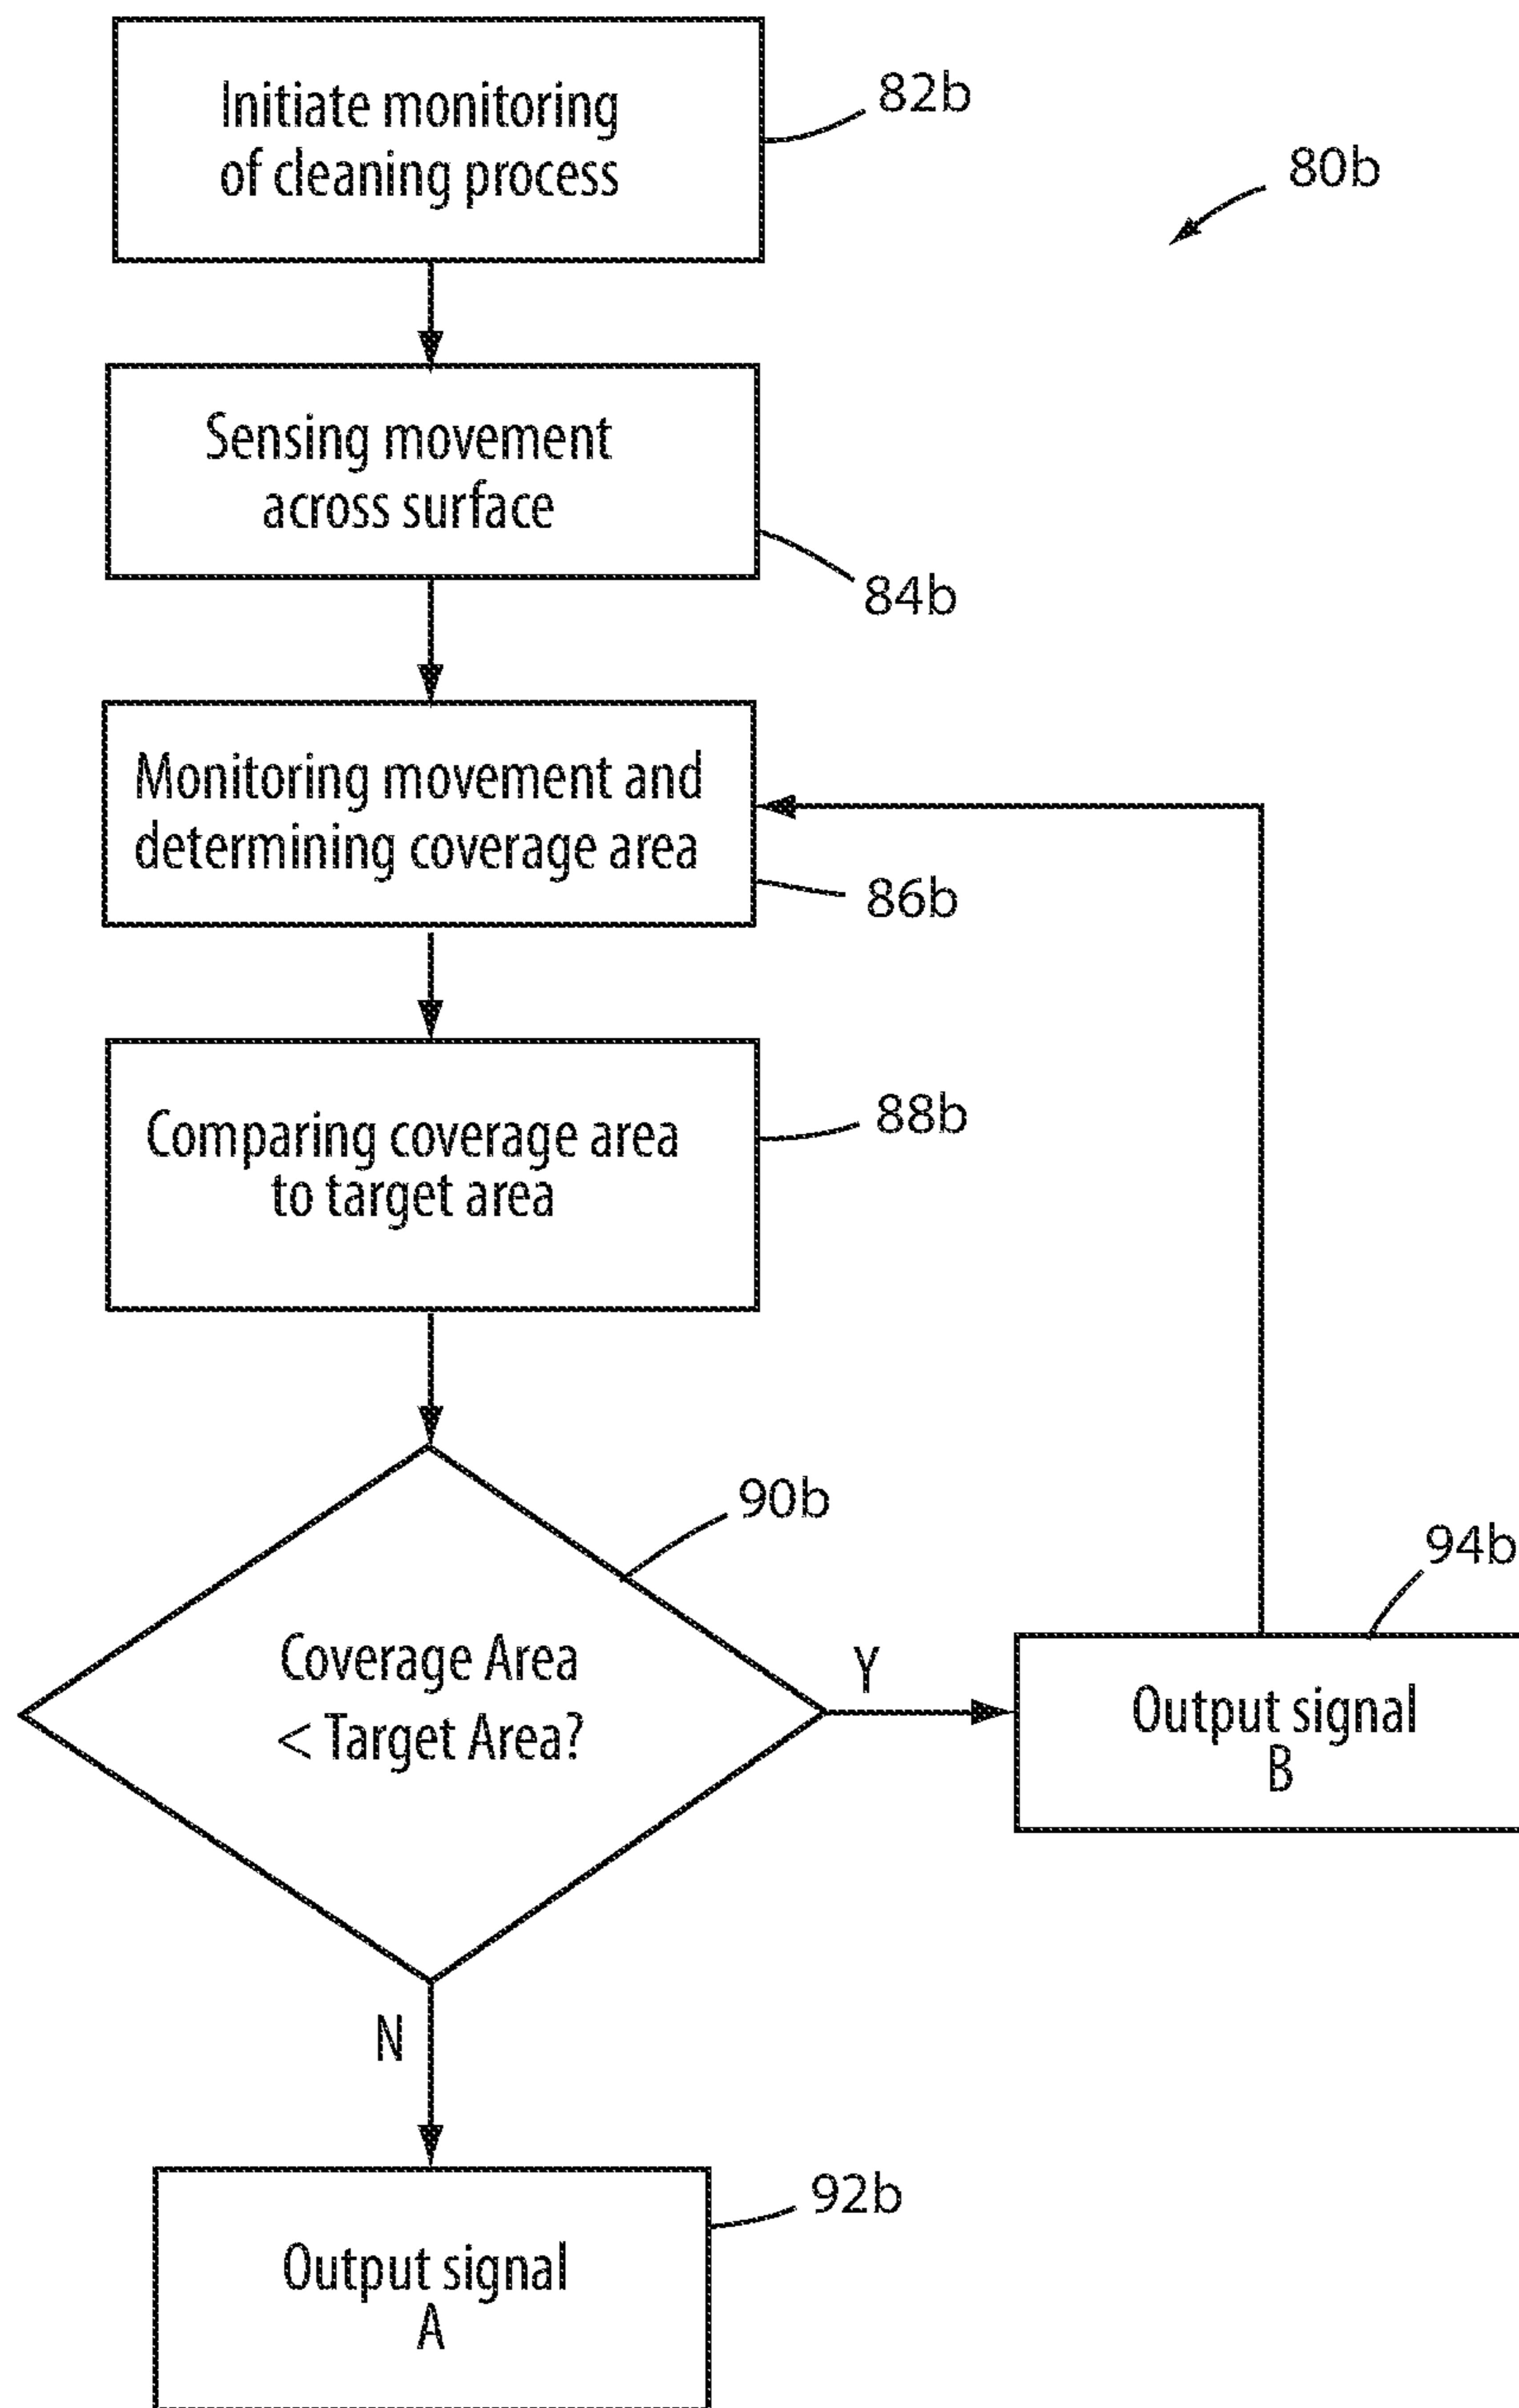 Initiate monitoring
of cleaning process
82b
80b
Sensing movement
across surface
84b
Monitoring movement and
determining coverage area
86b
Comparing coverage area
to target area
88b
90b
Coverage Area
< Target Area?
Y
94b
Output signal
B
N
92b
Output signal
A